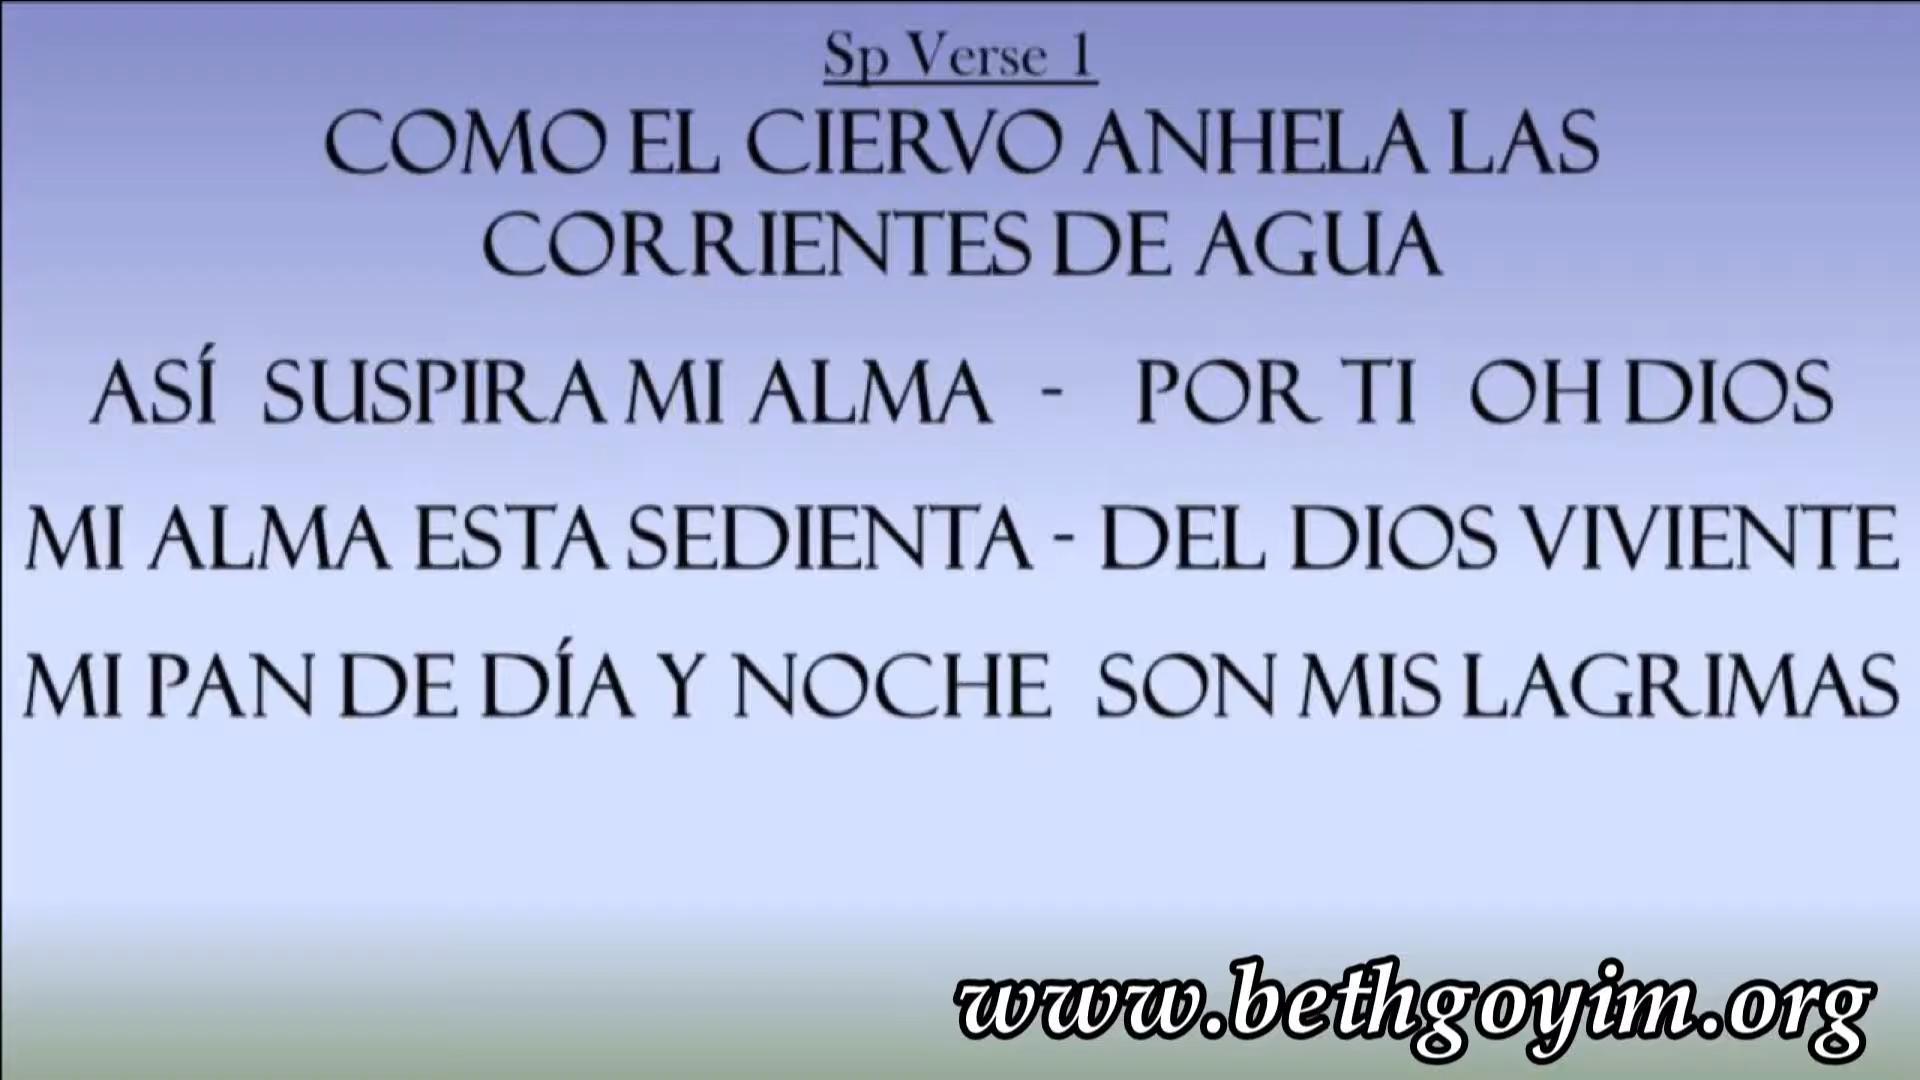 Sp Verse 1
COMO EL CIERVO ANHELA LAS
CORRIENTES DE AGUA
ASÍ SUSPIRA MI ALMA - POR TI OH DIOS
MI ALMA ESTA SEDIENTA - DEL DIOS VIVIENTE
MI PAN DE DÍA Y NOCHE SON MIS LAGRIMAS
www.bethgoyim.org